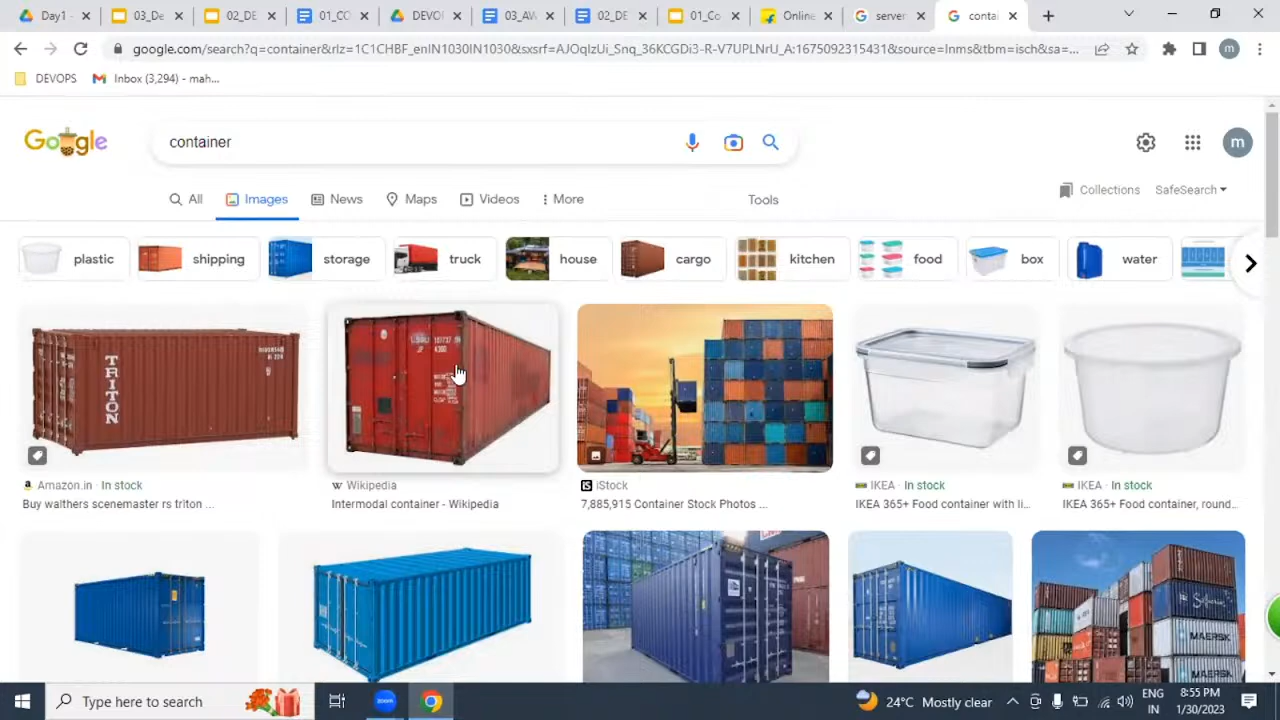 Day1 -
03_De
02_DE
01_CO
DEVO
03_AW
02_DE
01_Co
Online
server
contai
google.com/search?q=container&rlz=1C1CHBF_enIN1030IN1030&sxsrf=AJOqlzUi_Snq_36KCGDi3-R-V7UPLNrU_A:1675092315431&source=lnms&tbm=isch&sa=...
DEVOPS
Inbox (3,294) - mah...
Google
container
m
All
Images
News
Maps
Videos
More
Tools
Collections
SafeSearch
plastic
shipping
storage
truck
house
cargo
kitchen
food
box
water
TRITON
Amazon.in · In stock
Buy walthers scenemaster rs triton ...
Wikipedia
Intermodal container - Wikipedia
iStock
7,885,915 Container Stock Photos ...
IKEA · In stock
IKEA 365+ Food container with li...
IKEA · In stock
IKEA 365+ Food container, round...
MAERSK
MAERSK
Type here to search
zoom
24°C Mostly clear
ENG
IN
8:55 PM
1/30/2023